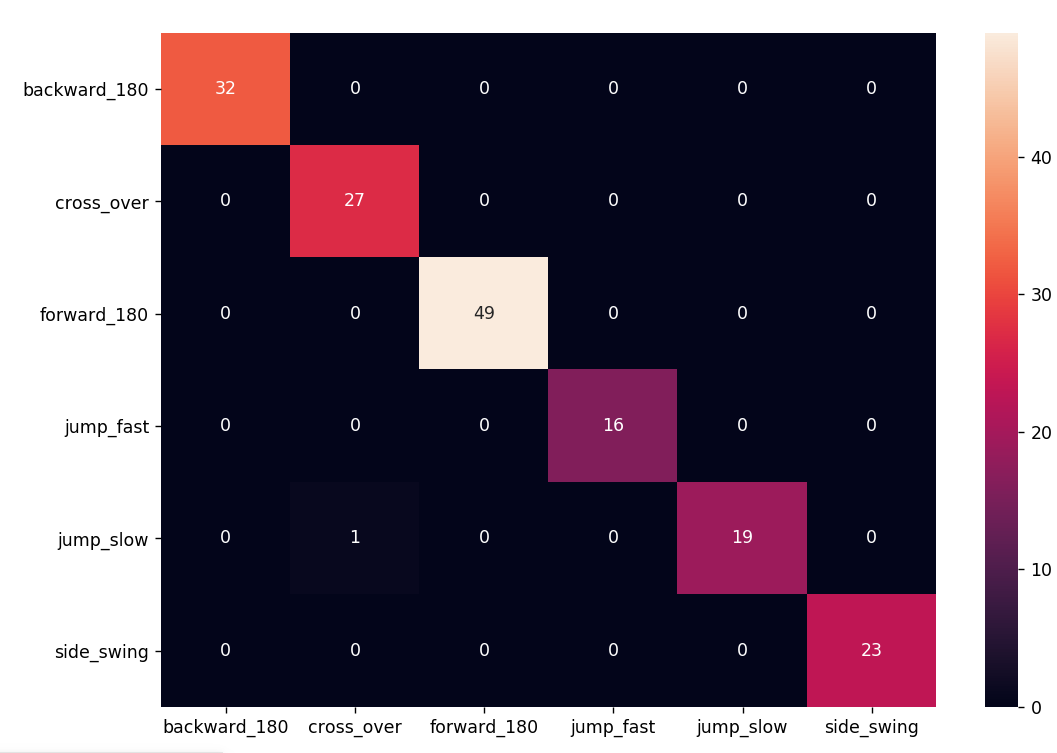 backward_180 32 0 0 0 0 0
cross_over 0 27 0 0 0 0
forward_180 0 0 49 0 0 0
jump_fast 0 0 0 16 0 0
jump_slow 0 1 0 0 19 0
side_swing 0 0 0 0 0 23
backward_180 cross_over forward_180 jump_fast jump_slow side_swing
40
30
20
10
0